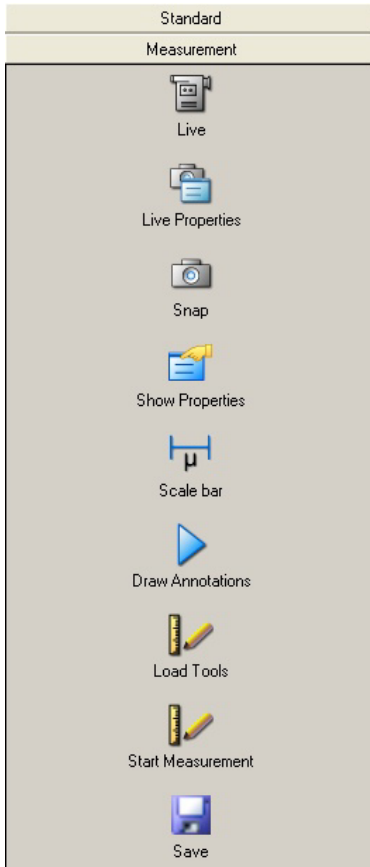 Standard
Measurement
Live
Live Properties
Snap
Show Properties
µ
Scale bar
Draw Annotations
Load Tools
Start Measurement
Save